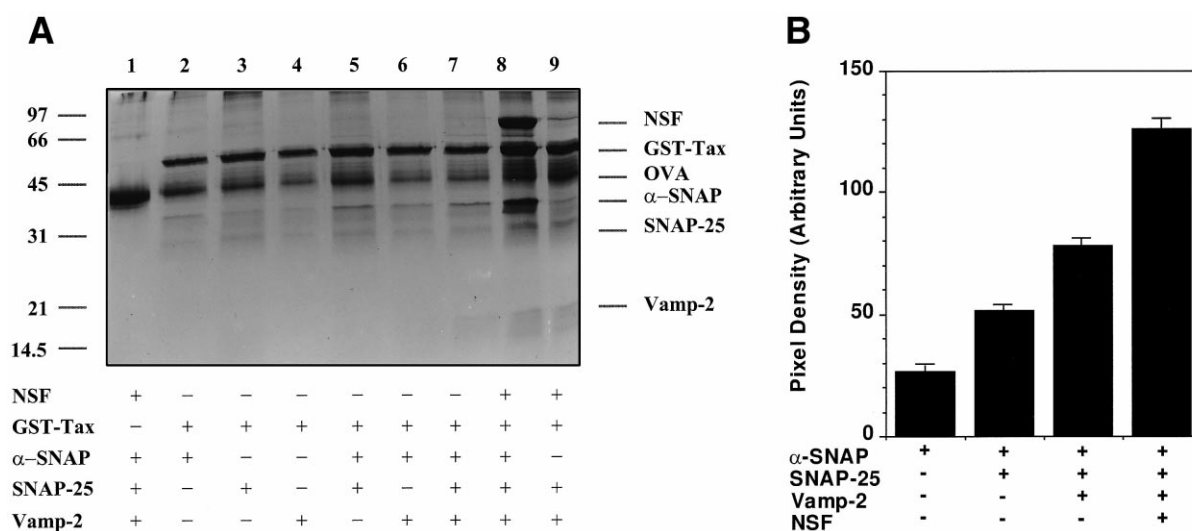 A
1 2 3 4 5 6 7 8 9
97
66
45
31
21
14.5
NSF
GST-Tax
OVA
α–SNAP
SNAP-25
Vamp-2
NSF + – – – – – – + +
GST-Tax – + + + + + + + +
α–SNAP + + – – + + + + –
SNAP-25 + – + – + – + + +
Vamp-2 + – – + – + + + +
B
Pixel Density (Arbitrary Units)
150
100
50
0
α-SNAP + + + +
SNAP-25 - + + +
Vamp-2 - - + +
NSF - - - +